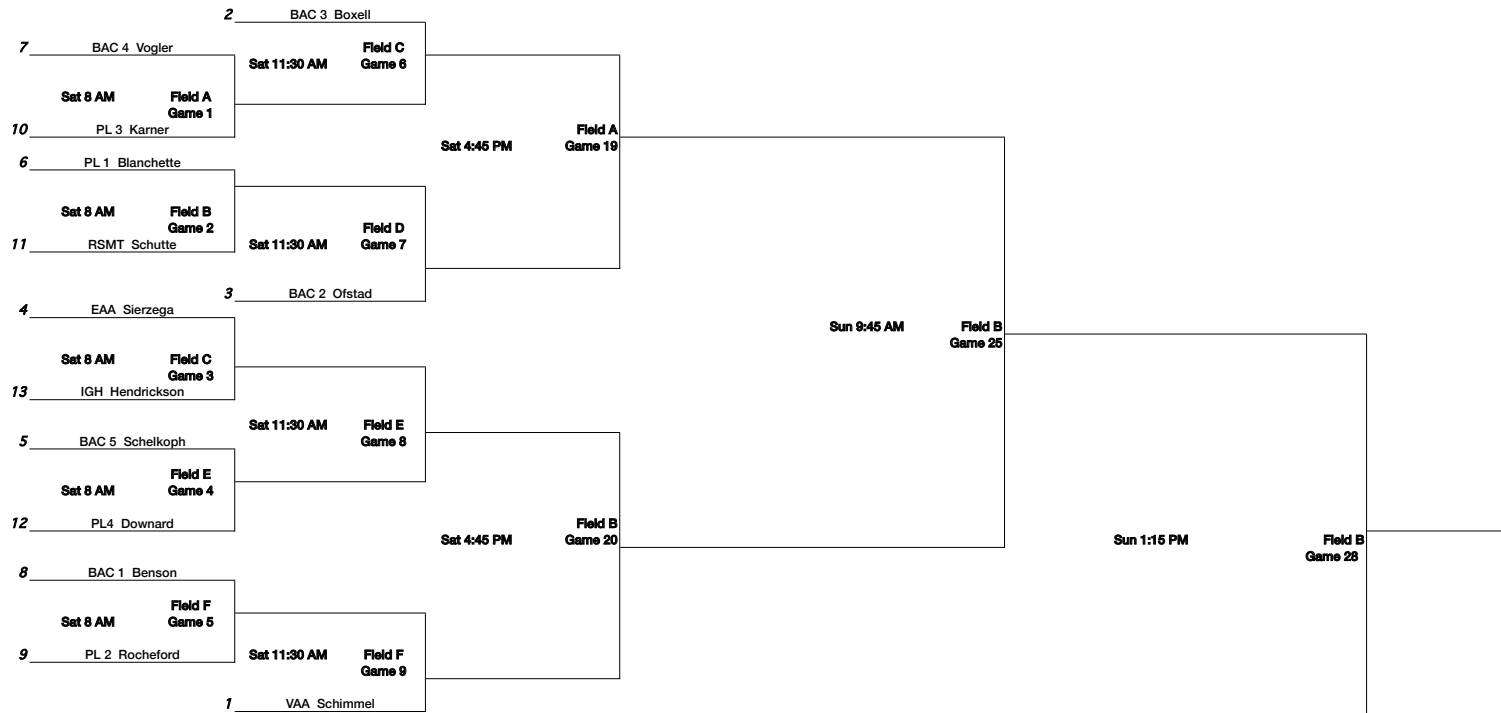 2 BAC 3 Boxell
7 BAC 4 Vogler
Field C
Sat 11:30 AM Game 6
Sat 8 AM Field A
Game 1
10 PL 3 Karner
Field A
Sat 4:45 PM Game 19
6 PL 1 Blanchette
Sat 8 AM Field B
Game 2
Field D
11 RSMT Schutte Sat 11:30 AM Game 7
3 BAC 2 Ofstad
4 EAA Sierzega
Sun 9:45 AM Field B
Game 25
Sat 8 AM Field C
Game 3
13 IGH Hendrickson
Sat 11:30 AM Field E
Game 8
5 BAC 5 Schelkoph
Field E
Sat 8 AM Game 4
12 PL4 Downard
Field B
Sat 4:45 PM Game 20
Sun 1:15 PM Field B
Game 28
8 BAC 1 Benson
Field F
Sat 8 AM Game 5
9 PL 2 Rocheford
Sat 11:30 AM Field F
Game 9
1 VAA Schimmel